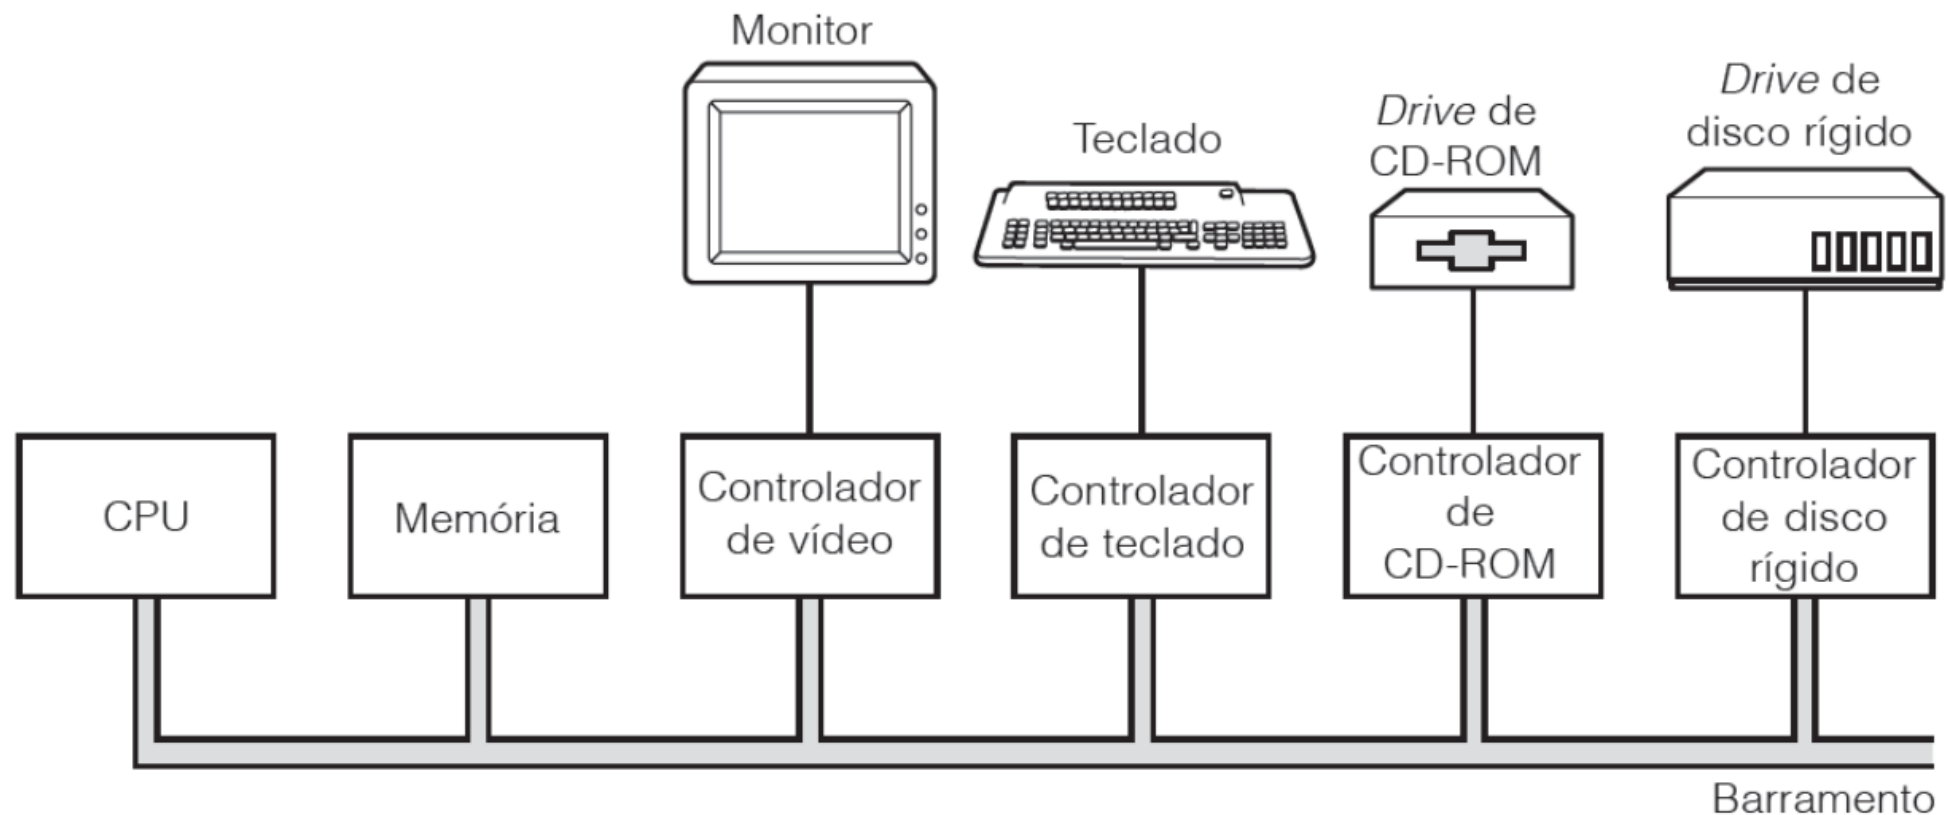 Monitor
Teclado
Drive de
CD-ROM
Drive de
disco rígido
CPU
Memória
Controlador
de vídeo
Controlador
de teclado
Controlador
de
CD-ROM
Controlador
de disco
rígido
Barramento